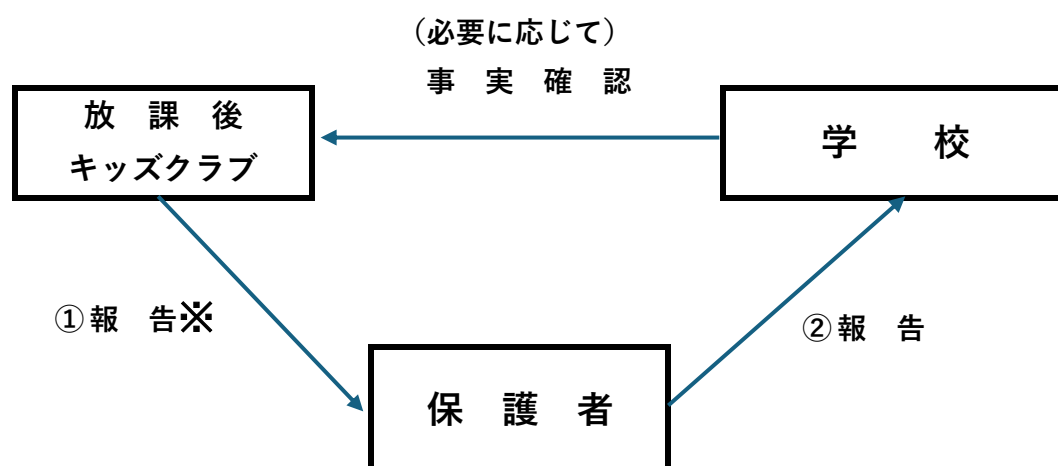 （必要に応じて）
事　実　確　認
放　課　後
キッズクラブ
学　　校
①報　告※
②報　告
保　護　者